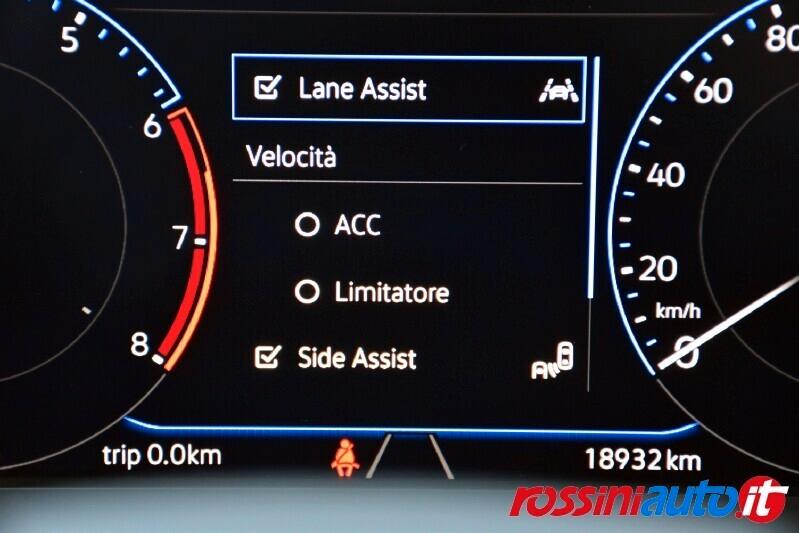 5
6
7
8
Lane Assist
Velocità
ACC
Limitatore
Side Assist
A
80
60
40
20
km/h
0
trip 0.0km
18932 km
rossiniauto.it